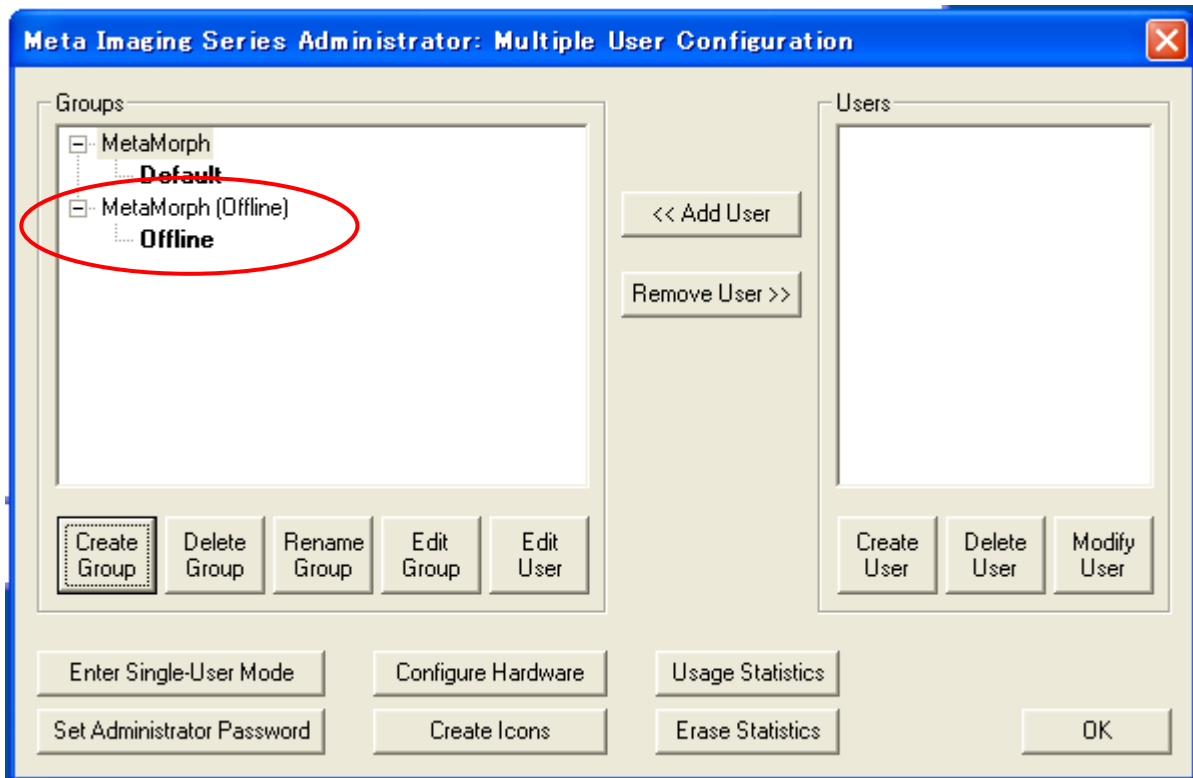 Meta Imaging Series Administrator: Multiple User Configuration
Groups
MetaMorph
Default
MetaMorph (Offline)
Offline
<< Add User
Remove User >>
Users
Create
Group
Delete
Group
Rename
Group
Edit
Group
Edit
User
Create
User
Delete
User
Modify
User
Enter Single-User Mode
Configure Hardware
Usage Statistics
Set Administrator Password
Create Icons
Erase Statistics
OK